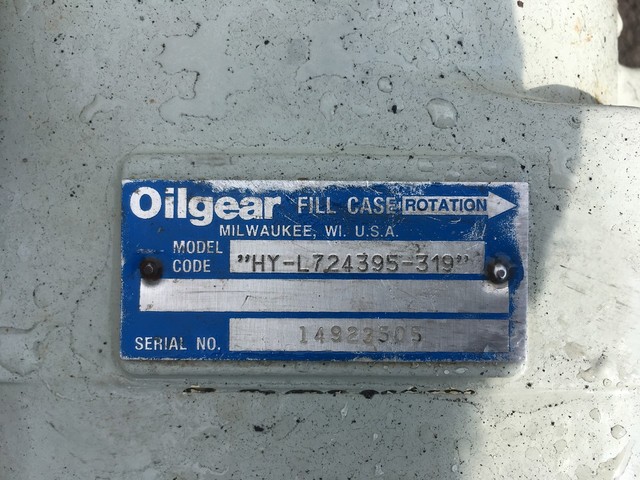 Oilgear FILL CASE ROTATION
MILWAUKEE, WI. U.S.A.
MODEL CODE "HY-L724395-319"
SERIAL NO. 14922505